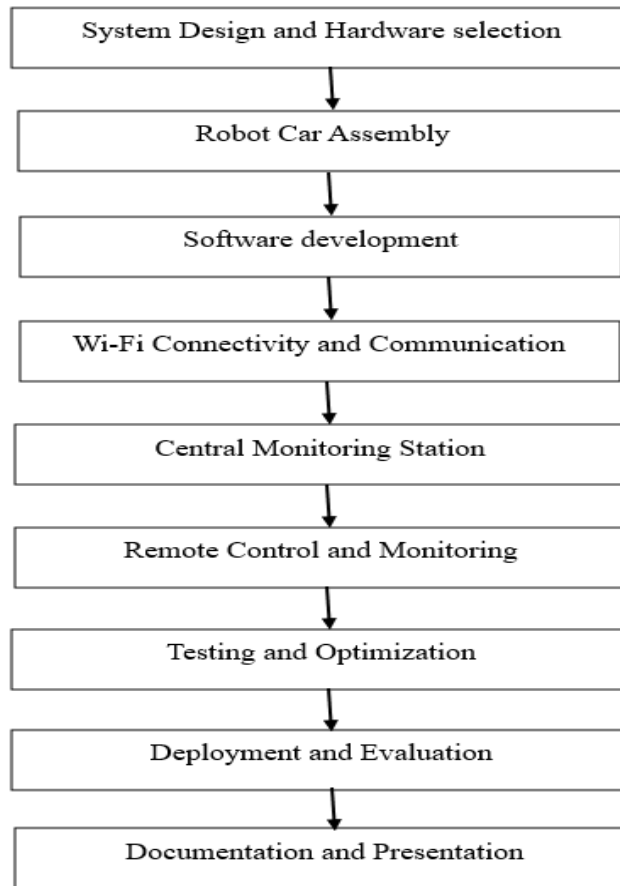 System Design and Hardware selection
Robot Car Assembly
Software development
Wi-Fi Connectivity and Communication
Central Monitoring Station
Remote Control and Monitoring
Testing and Optimization
Deployment and Evaluation
Documentation and Presentation